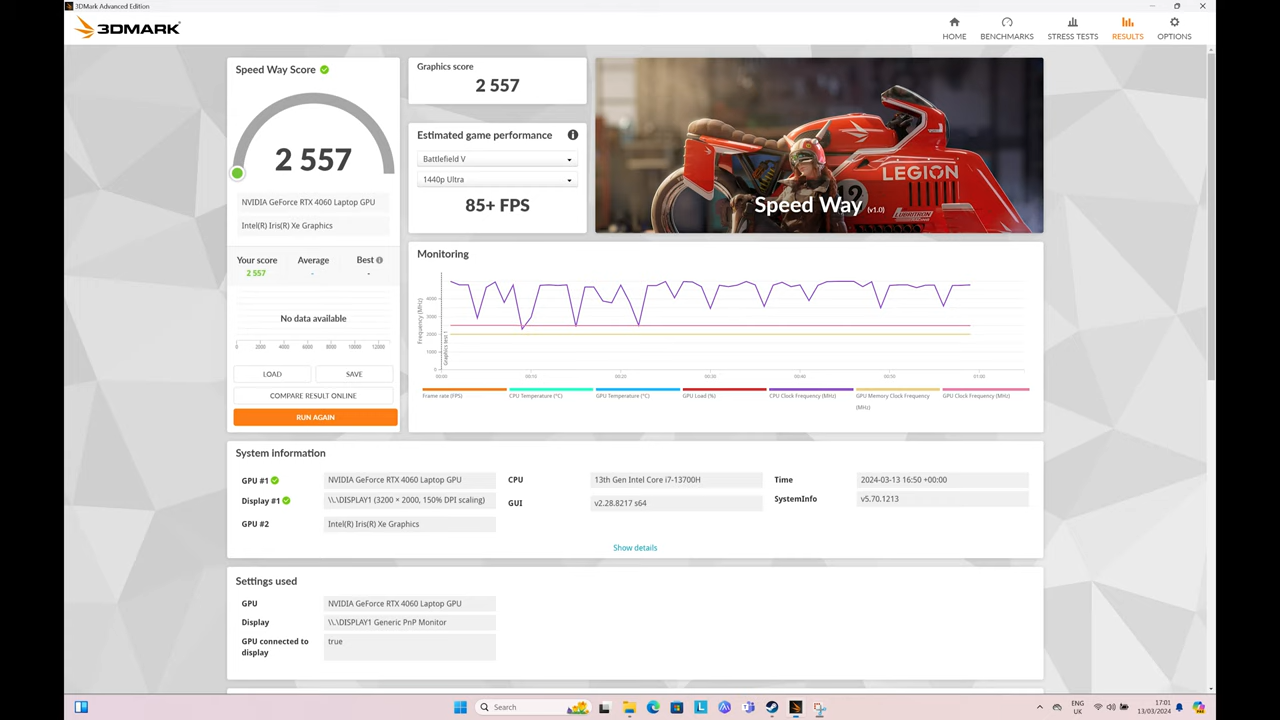 3DMark Advanced Edition
3DMARK
HOME
BENCHMARKS
STRESS TESTS
RESULTS
OPTIONS
Speed Way Score
2 557
NVIDIA GeForce RTX 4060 Laptop GPU
Intel(R) Iris(R) Xe Graphics
Your score Average Best
2 557 - -
No data available
0 2000 4000 6000 8000 10000 12000
LOAD SAVE
COMPARE RESULT ONLINE
RUN AGAIN
Graphics score
2 557
Estimated game performance
Battlefield V
1440p Ultra
85+ FPS
LEGION
12
Speed Way (v1.0)
Monitoring
Frequency (MHz)
4000
3000
2000
1000
Graphics test 1
00:00 00:10 00:20 00:30 00:40 00:50 01:00
Frame rate (FPS) CPU Temperature (°C) GPU Temperature (°C) GPU Load (%) CPU Clock Frequency (MHz) GPU Memory Clock Frequency (MHz) GPU Clock Frequency (MHz)
System information
GPU #1 NVIDIA GeForce RTX 4060 Laptop GPU
Display #1 \\.\DISPLAY1 (3200 × 2000, 150% DPI scaling)
GPU #2 Intel(R) Iris(R) Xe Graphics
CPU 13th Gen Intel Core i7-13700H
GUI v2.28.8217 s64
Time 2024-03-13 16:50 +00:00
SystemInfo v5.70.1213
Show details
Settings used
GPU NVIDIA GeForce RTX 4060 Laptop GPU
Display \\.\DISPLAY1 Generic PnP Monitor
GPU connected to display true
Search
ENG
UK
17:01
13/03/2024